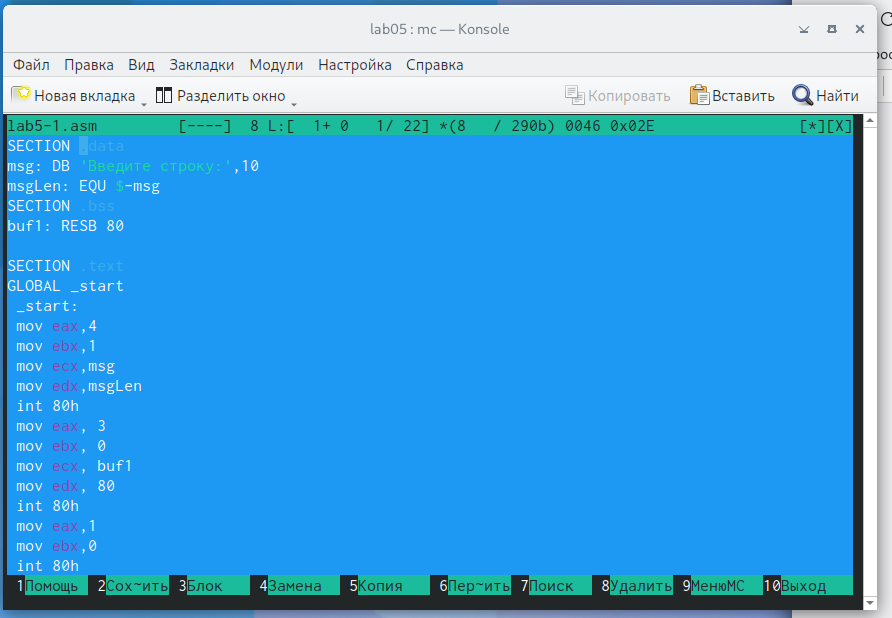 lab05 : mc — Konsole
Файл Правка Вид Закладки Модули Настройка Справка
Новая вкладка Разделить окно Копировать Вставить Найти
lab5-1.asm [----] 8 L:[ 1+ 0 1/ 22] *(8 / 290b) 0046 0x02E [*][X]
SECTION .data
msg: DB 'Введите строку:',10
msgLen: EQU $-msg
SECTION .bss
buf1: RESB 80
SECTION .text
GLOBAL _start
_start:
mov eax,4
mov ebx,1
mov ecx,msg
mov edx,msgLen
int 80h
mov eax, 3
mov ebx, 0
mov ecx, buf1
mov edx, 80
int 80h
mov eax,1
mov ebx,0
int 80h
1Помощь 2Сох~ить 3Блок 4Замена 5Копия 6Пер~ить 7Поиск 8Удалить 9МенюMC 10Выход